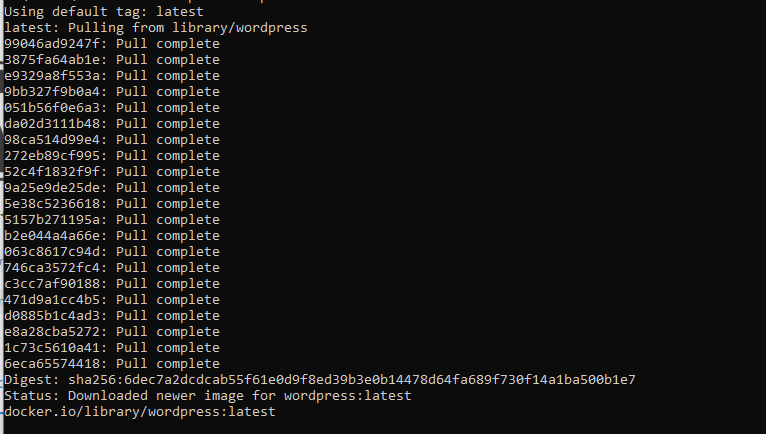 Using default tag: latest
latest: Pulling from library/wordpress
99046ad9247f: Pull complete
3875fa64ab1e: Pull complete
e9329a8f553a: Pull complete
9bb327f9b0a4: Pull complete
051b56f0e6a3: Pull complete
da02d3111b48: Pull complete
98ca514d99e4: Pull complete
272eb89cf995: Pull complete
52c4f1832f9f: Pull complete
9a25e9de25de: Pull complete
5e38c5236618: Pull complete
5157b271195a: Pull complete
b2e044a4a66e: Pull complete
063c8617c94d: Pull complete
746ca3572fc4: Pull complete
c3cc7af90188: Pull complete
471d9a1cc4b5: Pull complete
d0885b1c4ad3: Pull complete
e8a28cba5272: Pull complete
1c73c5610a41: Pull complete
6eca65574418: Pull complete
Digest: sha256:6dec7a2dcdcab55f61e0d9f8ed39b3e0b14478d64fa689f730f14a1ba500b1e7
Status: Downloaded newer image for wordpress:latest
docker.io/library/wordpress:latest